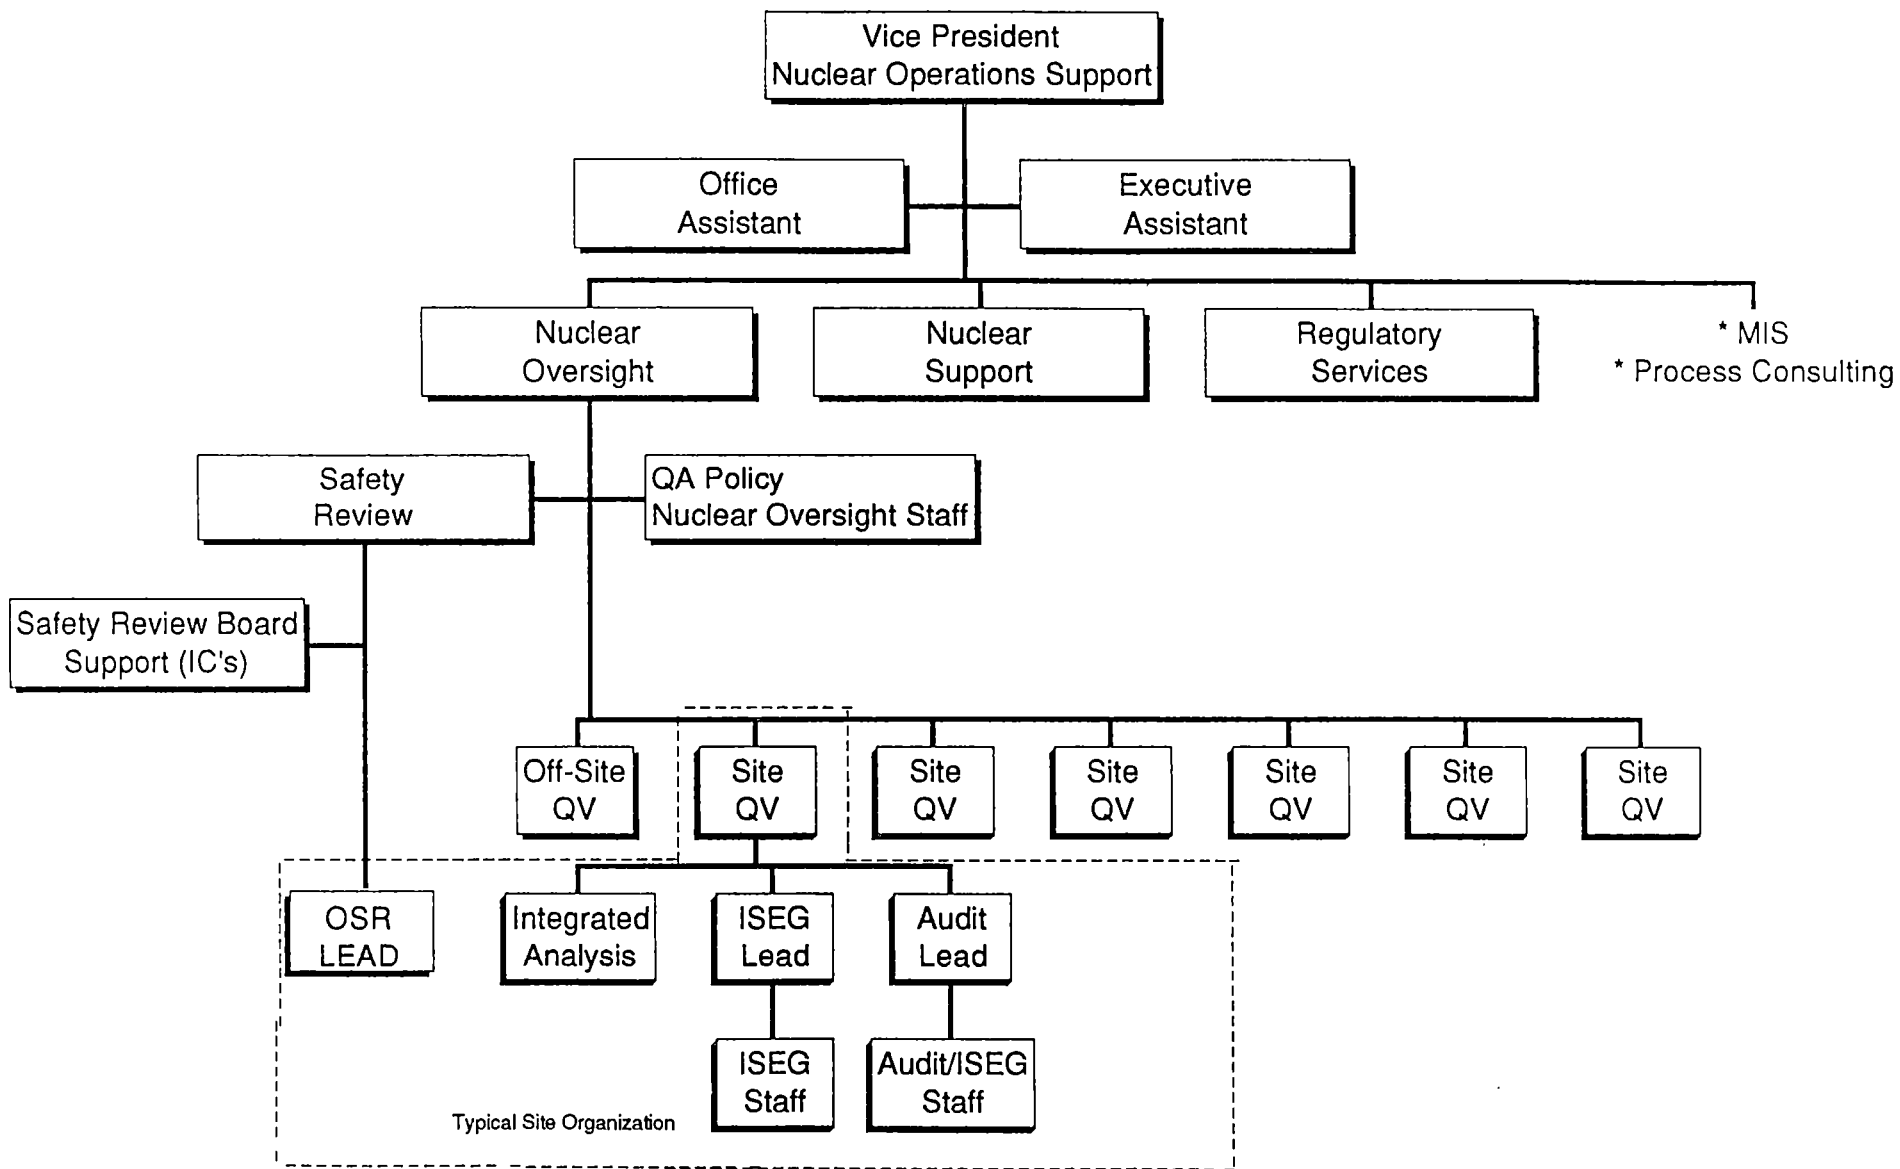 Vice President
Nuclear Operations Support
Office
Assistant
Executive
Assistant
Nuclear
Oversight
Nuclear
Support
Regulatory
Services
* MIS
* Process Consulting
Safety
Review
QA Policy
Nuclear Oversight Staff
Safety Review Board
Support (IC's)
Off-Site
QV
Site
QV
Site
QV
Site
QV
Site
QV
Site
QV
Site
QV
OSR
LEAD
Integrated
Analysis
ISEG
Lead
Audit
Lead
ISEG
Staff
Audit/ISEG
Staff
Typical Site Organization